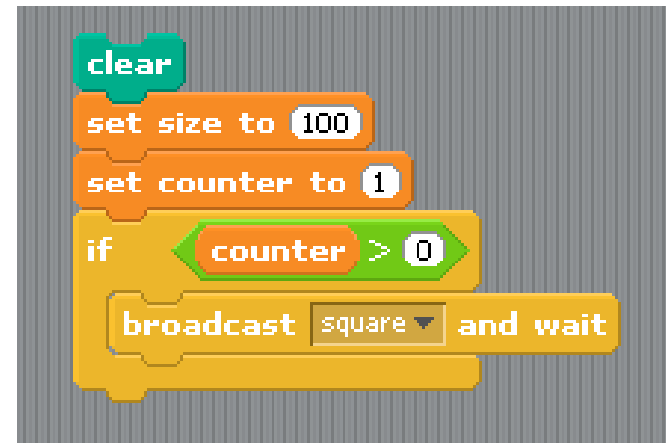 clear
set size to 100
set counter to 1
if counter > 0
broadcast square and wait